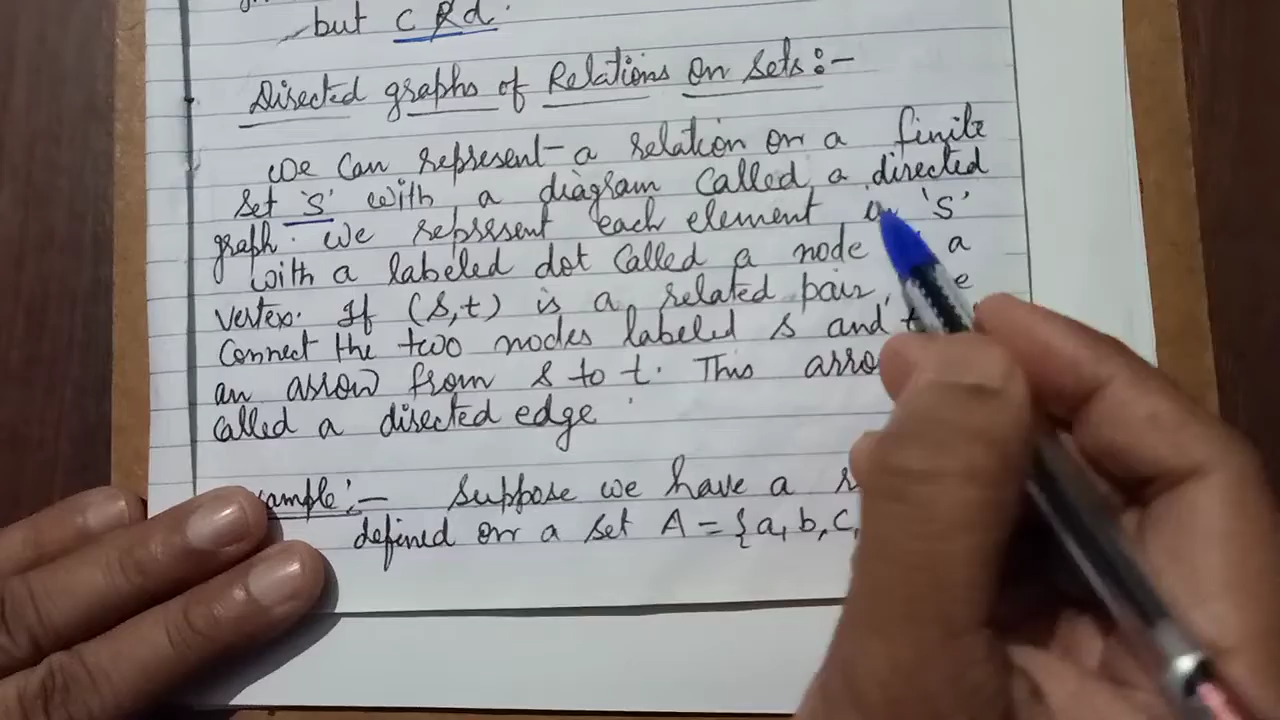 but c R̸ d.
Directed graphs of Relations On Sets:-
We Can represent a relation on a finite
set 'S' with a diagram called a directed
graph. We represent each element 'S'
with a labeled dot called a node a
vertex. If (s,t) is a related pair, e
Connect the two nodes labeled s and t
an arrow from s to t. This arro
called a directed edge.
ample:- Suppose we have a
defined on a set A = {a, b, c,